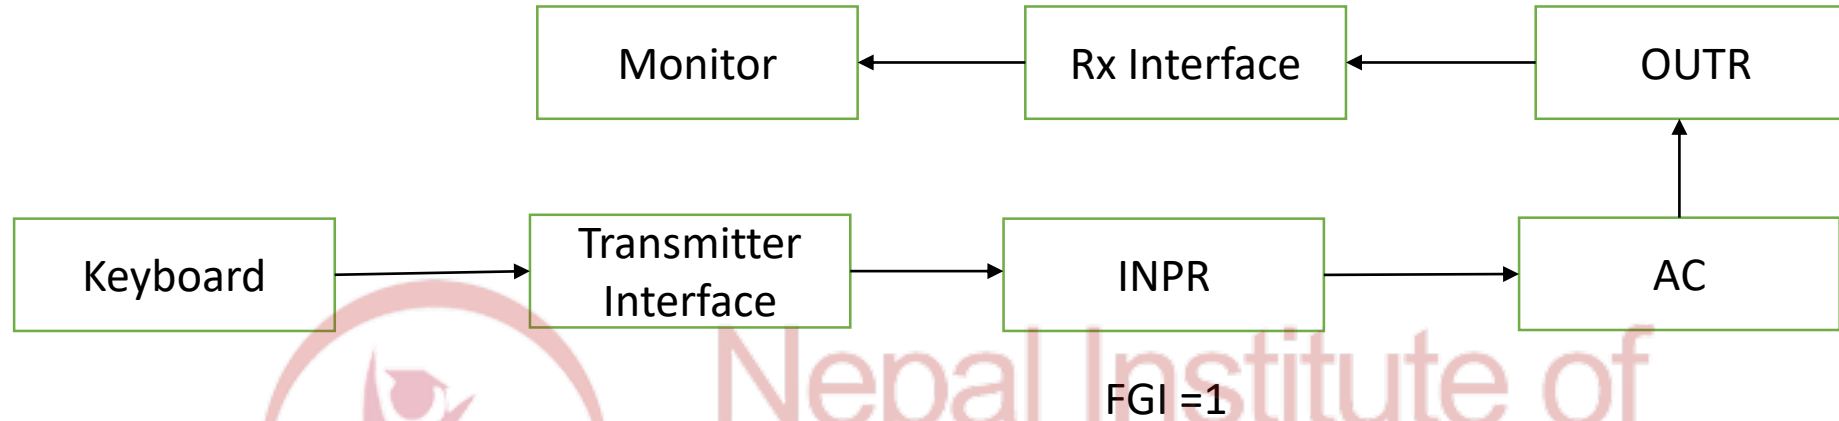 Monitor
Rx Interface
OUTR
Keyboard
Transmitter
Interface
INPR
AC
Nepal Institute of
FGI =1